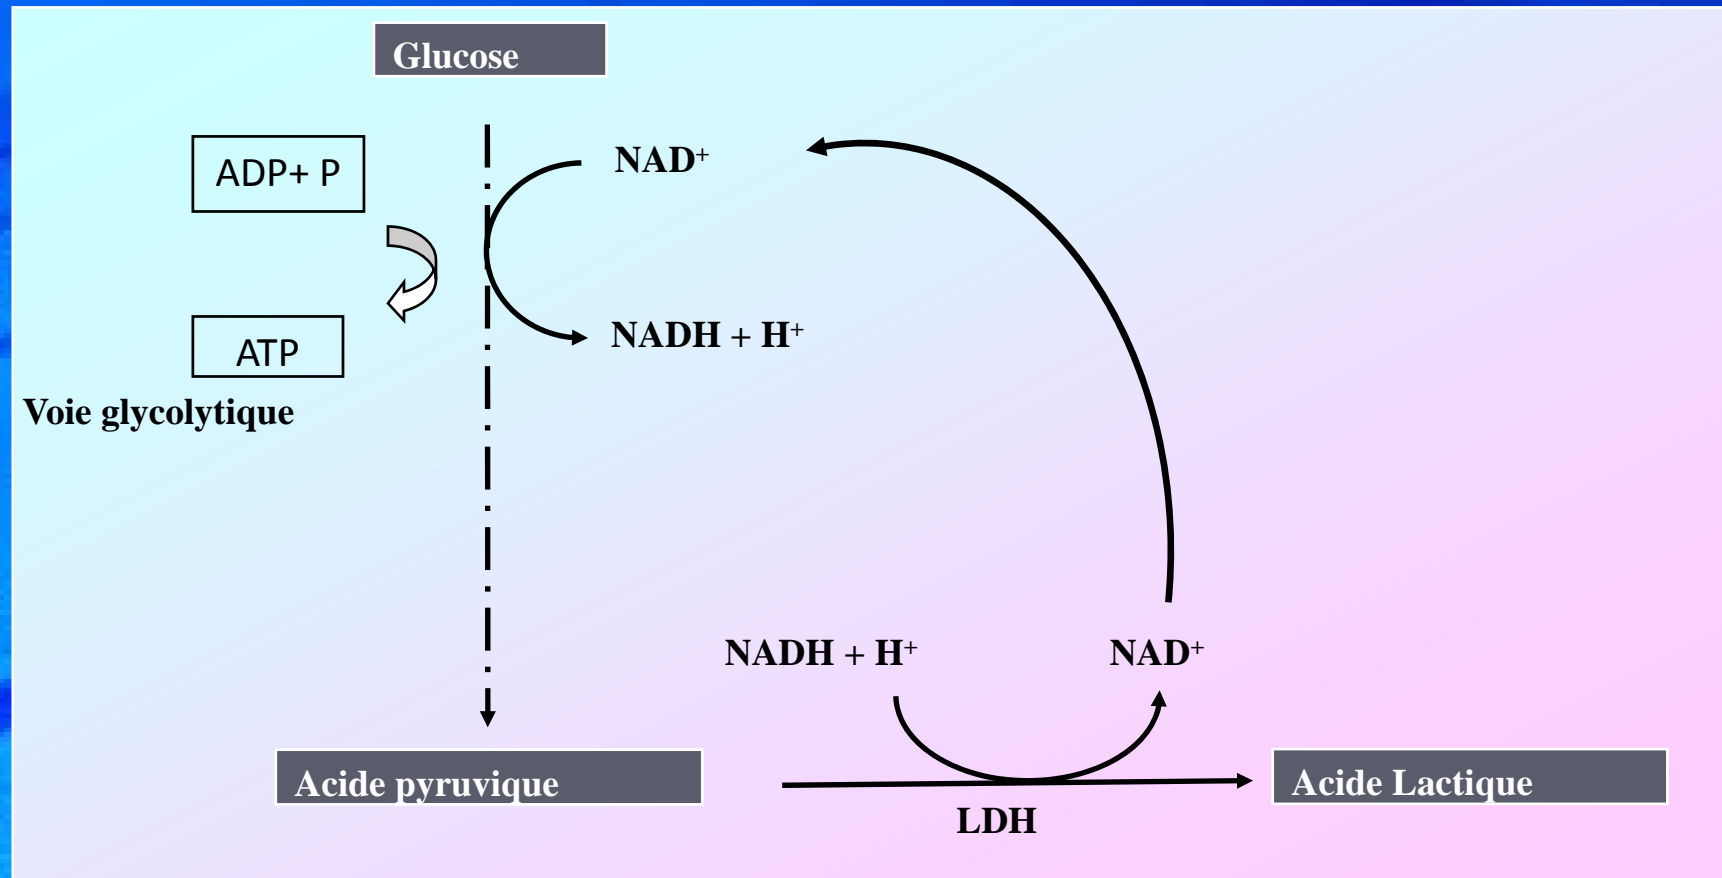 Glucose
ADP+ P
NAD⁺
NADH + H⁺
ATP
Voie glycolytique
NADH + H⁺
NAD⁺
Acide pyruvique
Acide Lactique
LDH